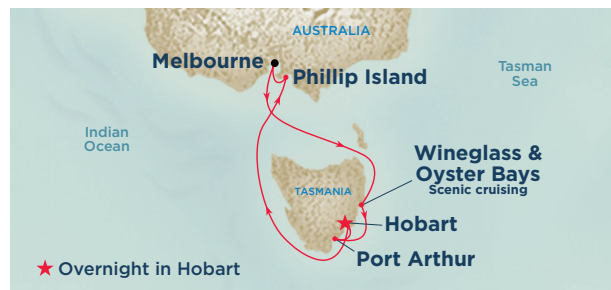 AUSTRALIA
Melbourne
Phillip Island
Tasman
Sea
Indian
Ocean
Wineglass &
Oyster Bays
Scenic cruising
TASMANIA
Hobart
Port Arthur
Overnight in Hobart